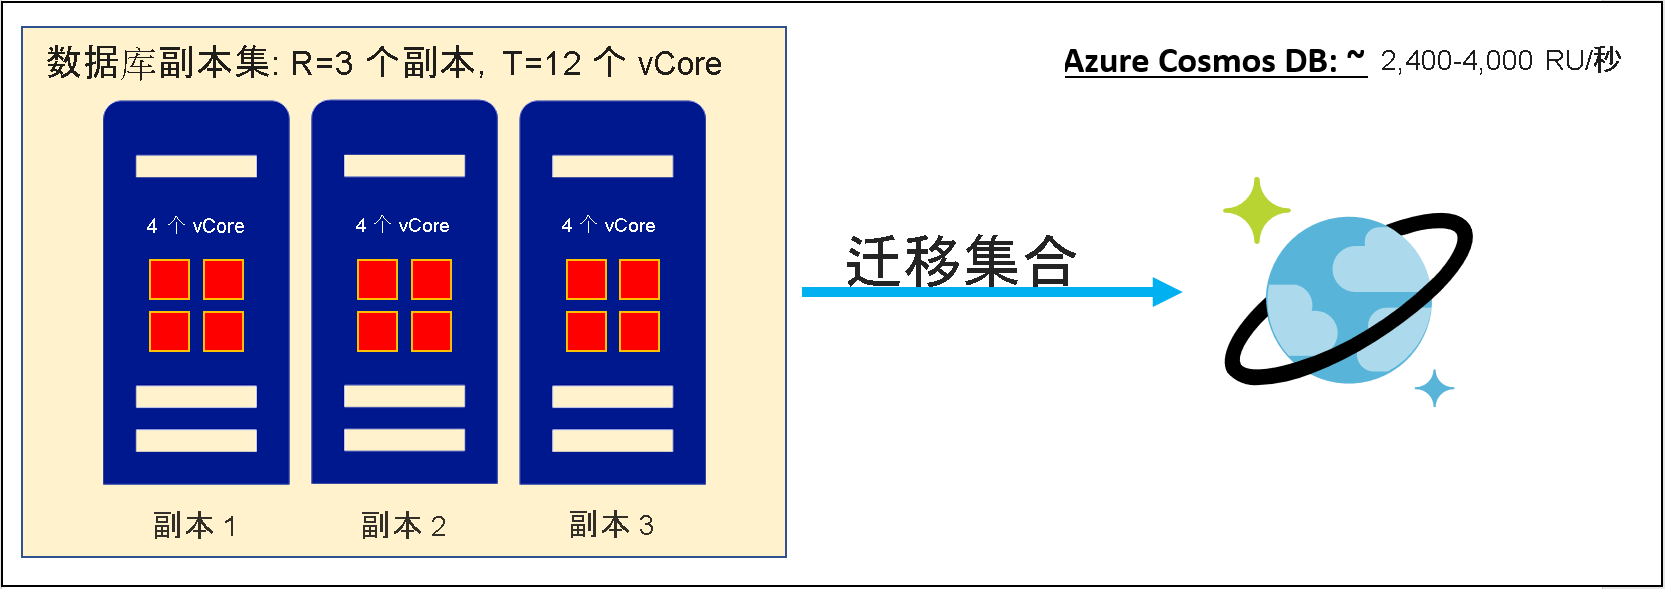 数据库副本集: R=3 个副本, T=12 个 vCore
4 个 vCore
4 个 vCore
4 个 vCore
副本 1
副本 2
副本 3
迁移集合
Azure Cosmos DB: ~ 2,400-4,000 RU/秒